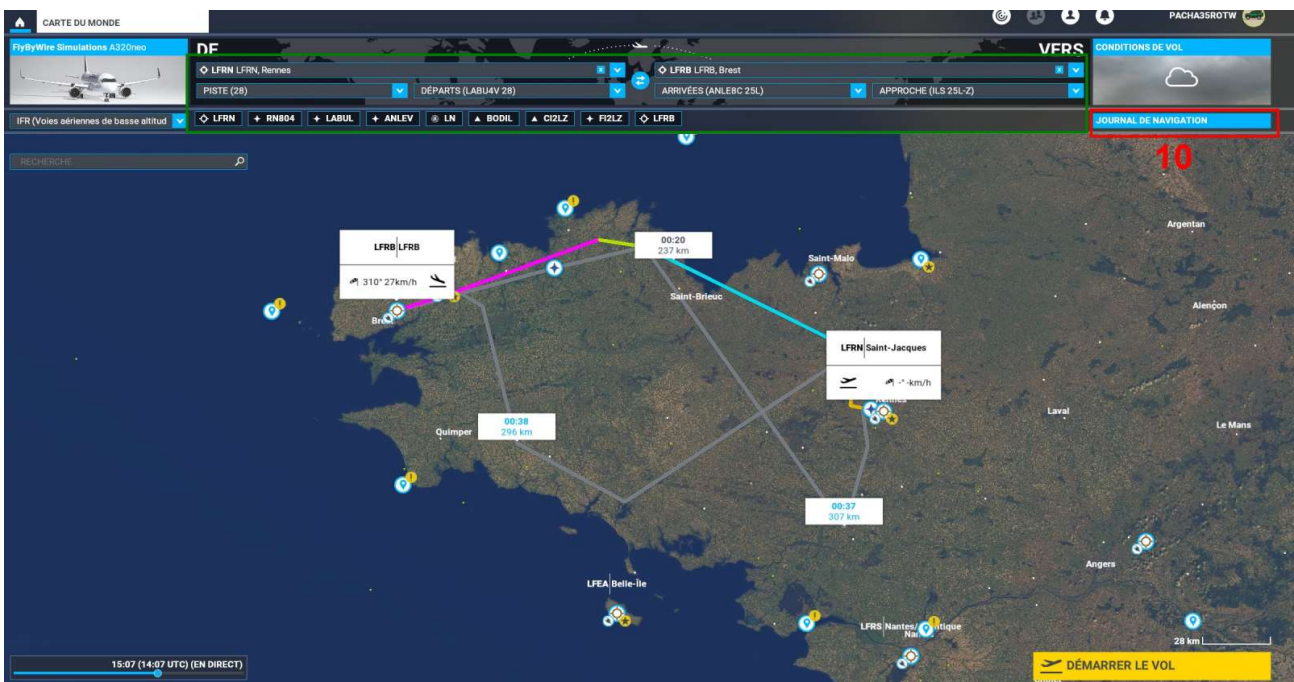 CARTE DU MONDE
PACHA35ROTW
FlyByWire Simulations A320neo
DE
VERS
CONDITIONS DE VOL
LFRN LFRN, Rennes
LFRB LFRB, Brest
PISTE (28)
DÉPARTS (LABU4V 28)
ARRIVÉES (ANLE8C 25L)
APPROCHE (ILS 25L-Z)
IFR (Voies aériennes de basse altitud
LFRN
RN804
LABUL
ANLEV
LN
BODIL
CI2LZ
FI2LZ
LFRB
JOURNAL DE NAVIGATION
10
RECHERCHE
Argentan
LFRB LFRB
00:20
237 km
Saint-Malo
310° 27km/h
Saint-Brieuc
Alençon
LFRN Saint-Jacques
-° -km/h
Laval
Le Mans
00:38
296 km
Quimper
00:37
307 km
Angers
LFEA Belle-Île
28 km
15:07 (14:07 UTC) (EN DIRECT)
DÉMARRER LE VOL